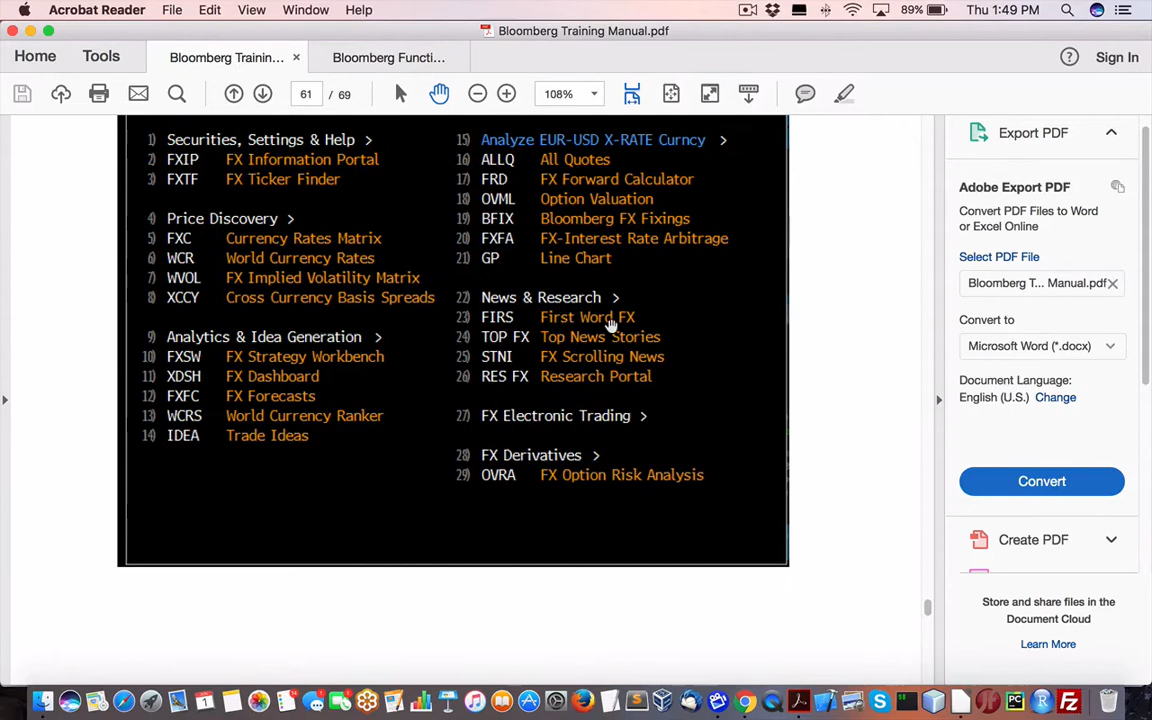 Acrobat Reader File Edit View Window Help 89% Thu 1:49 PM
Bloomberg Training Manual.pdf
Home Tools Bloomberg Trainin... × Bloomberg Functi... ? Sign In
61 / 69 108%
1) Securities, Settings & Help >
2) FXIP FX Information Portal
3) FXTF FX Ticker Finder
4) Price Discovery >
5) FXC Currency Rates Matrix
6) WCR World Currency Rates
7) WVOL FX Implied Volatility Matrix
8) XCCY Cross Currency Basis Spreads
9) Analytics & Idea Generation >
10) FXSW FX Strategy Workbench
11) XDSH FX Dashboard
12) FXFC FX Forecasts
13) WCRS World Currency Ranker
14) IDEA Trade Ideas
15) Analyze EUR-USD X-RATE Curncy >
16) ALLQ All Quotes
17) FRD FX Forward Calculator
18) OVML Option Valuation
19) BFIX Bloomberg FX Fixings
20) FXFA FX-Interest Rate Arbitrage
21) GP Line Chart
22) News & Research >
23) FIRS First Word FX
24) TOP FX Top News Stories
25) STNI FX Scrolling News
26) RES FX Research Portal
27) FX Electronic Trading >
28) FX Derivatives >
29) OVRA FX Option Risk Analysis
Export PDF
Adobe Export PDF
Convert PDF Files to Word
or Excel Online
Select PDF File
Bloomberg T... Manual.pdf
Convert to
Microsoft Word (*.docx)
Document Language:
English (U.S.) Change
Convert
Create PDF
Store and share files in the
Document Cloud
Learn More